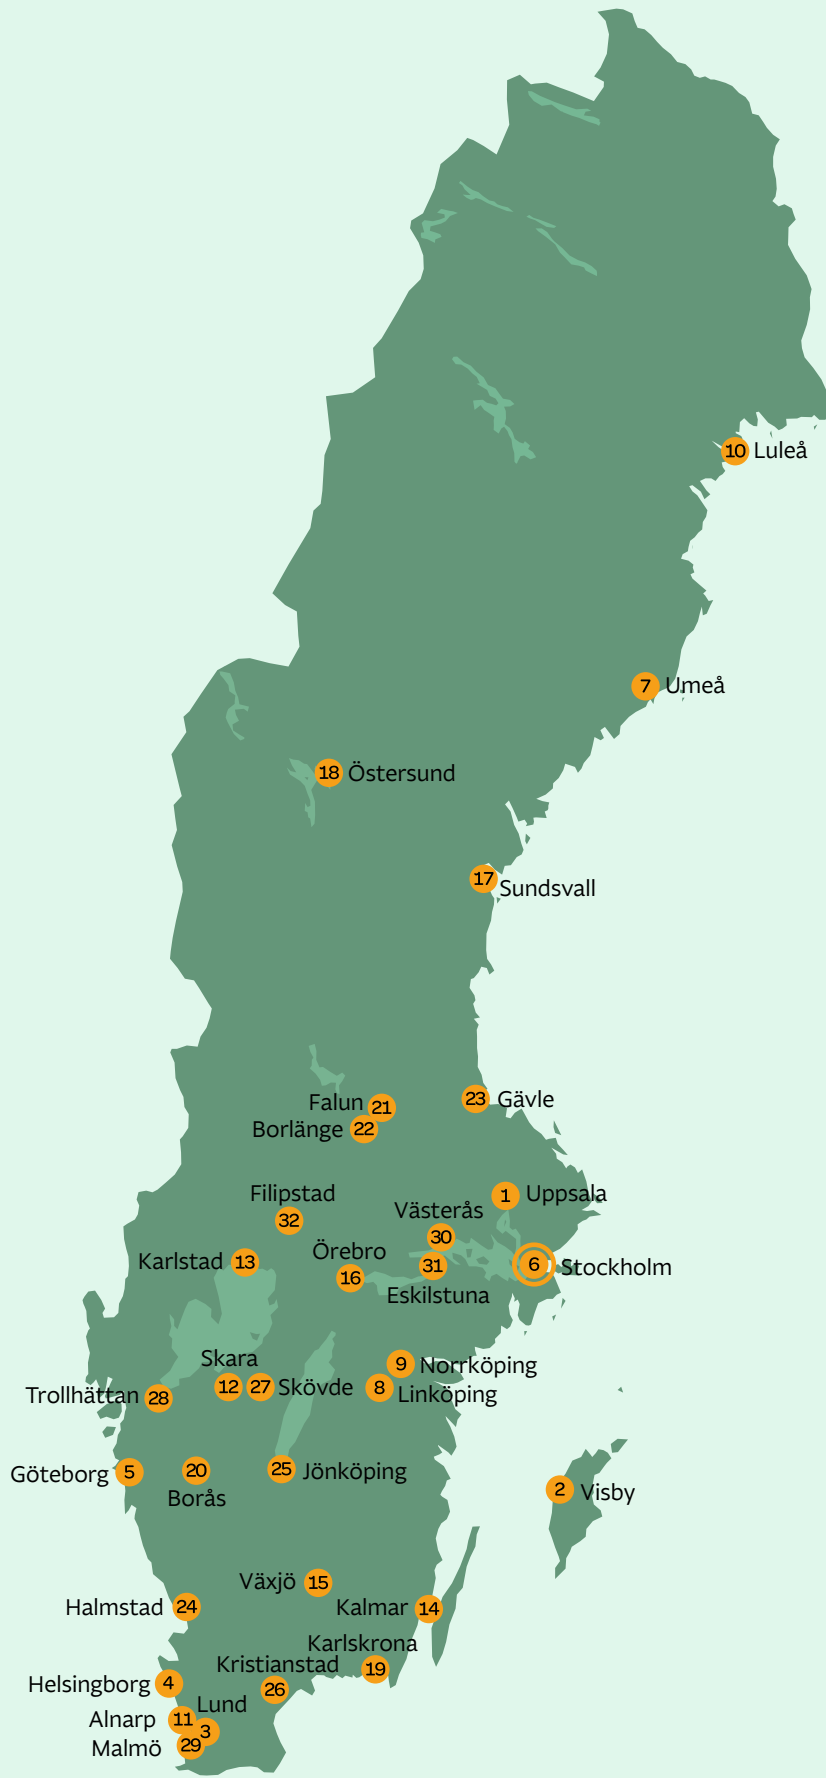 10 Luleå
7 Umeå
18 Östersund
17 Sundsvall
Falun 21
23 Gävle
Borlänge 22
Filipstad
32
1 Uppsala
Västerås
30
Karlstad 13
Örebro
16
31
Eskilstuna
6 Stockholm
Skara
12
27 Skövde
9 Norrköping
8 Linköping
Trollhättan 28
Göteborg 5
20
Borås
25 Jönköping
2 Visby
Växjö 15
Halmstad 24
Kalmar 14
Karlskrona
19
Kristianstad
26
Helsingborg 4
Lund
3
Alnarp 11
Malmö 29